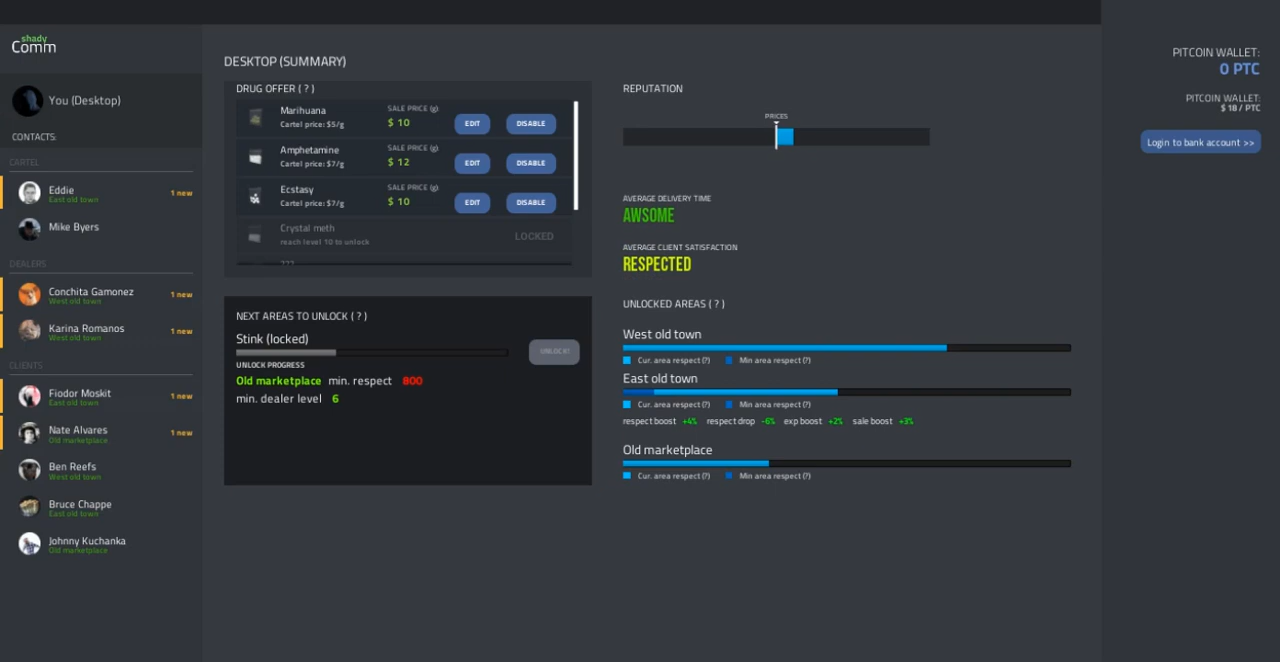 shady
Comm
You (Desktop)
CONTACTS:
CARTEL
Eddie
East old town
1 new
Mike Byers
DEALERS
Conchita Gamonez
West old town
1 new
Karina Romanos
West old town
1 new
CLIENTS
Fiodor Moskit
East old town
1 new
Nate Alvares
Old marketplace
1 new
Ben Reefs
West old town
Bruce Chappe
East old town
Johnny Kuchanka
Old marketplace
DESKTOP (SUMMARY)
DRUG OFFER ( ? )
Marihuana
Cartel price: $5/g
SALE PRICE (g)
$ 10
EDIT
DISABLE
Amphetamine
Cartel price: $7/g
SALE PRICE (g)
$ 12
EDIT
DISABLE
Ecstasy
Cartel price: $7/g
SALE PRICE (g)
$ 10
EDIT
DISABLE
Crystal meth
reach level 10 to unlock
LOCKED
???
NEXT AREAS TO UNLOCK ( ? )
Stink (locked)
UNLOCK!
UNLOCK PROGRESS
Old marketplace min. respect 800
min. dealer level 6
REPUTATION
PRICES
AVERAGE DELIVERY TIME
AWSOME
AVERAGE CLIENT SATISFACTION
RESPECTED
UNLOCKED AREAS ( ? )
West old town
Cur. area respect (?) Min area respect (?)
East old town
Cur. area respect (?) Min area respect (?)
respect boost +4% respect drop -6% exp boost +2% sale boost +3%
Old marketplace
Cur. area respect (?) Min area respect (?)
PITCOIN WALLET:
0 PTC
PITCOIN WALLET:
$ 18 / PTC
Login to bank account >>